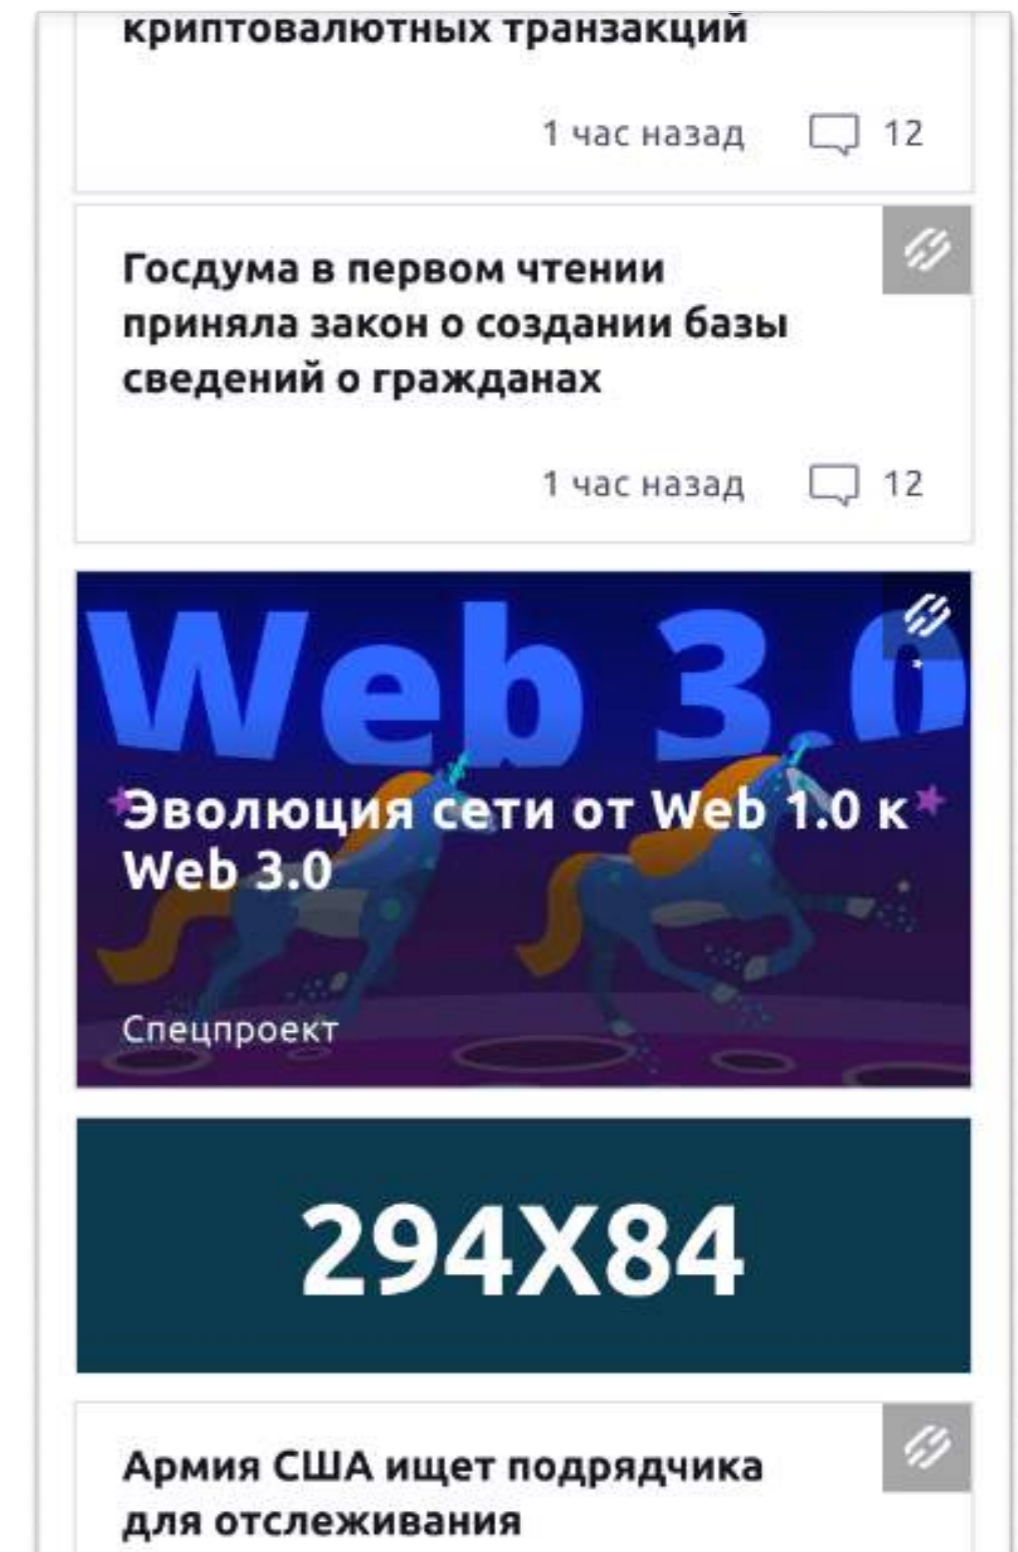 криптовалютных транзакций
1 час назад 12
Госдума в первом чтении
приняла закон о создании базы
сведений о гражданах
1 час назад 12
Web 3.0
Эволюция сети от Web 1.0 к
Web 3.0
Спецпроект
294X84
Армия США ищет подрядчика
для отслеживания